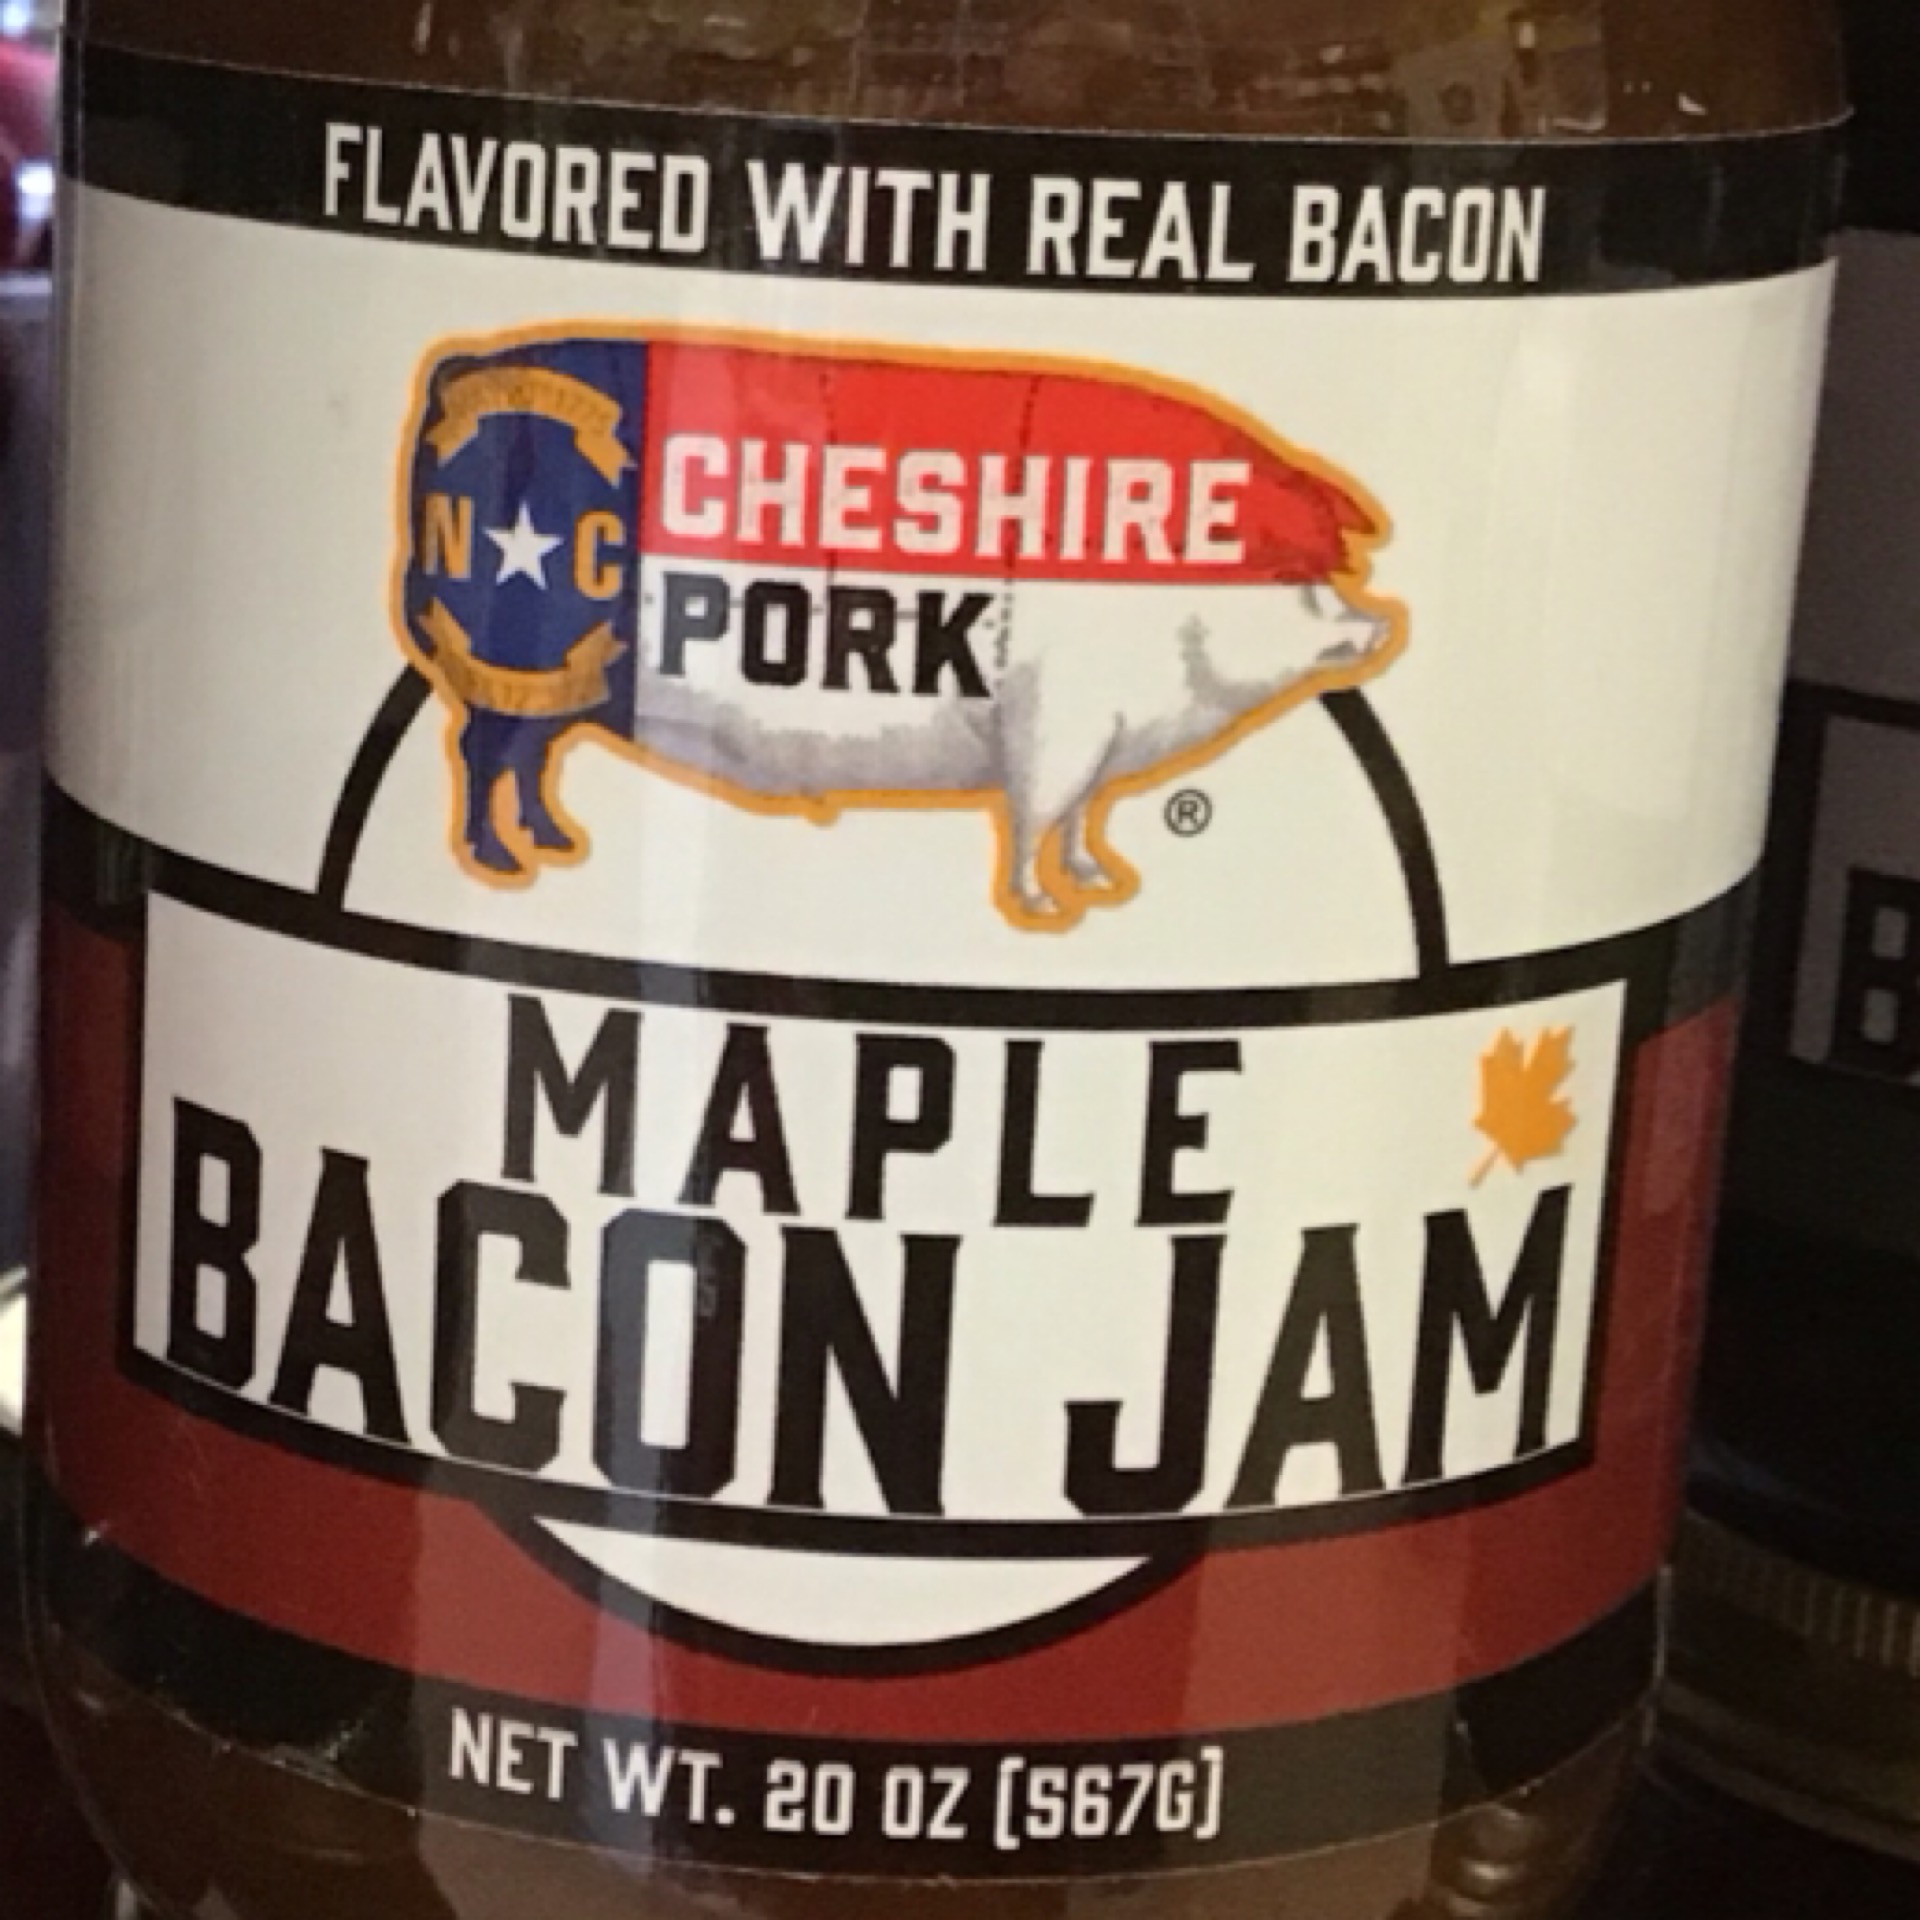 FLAVORED WITH REAL BACON
N C
CHESHIRE
PORK
®
MAPLE
BACON JAM
NET WT. 20 OZ [567G]
B